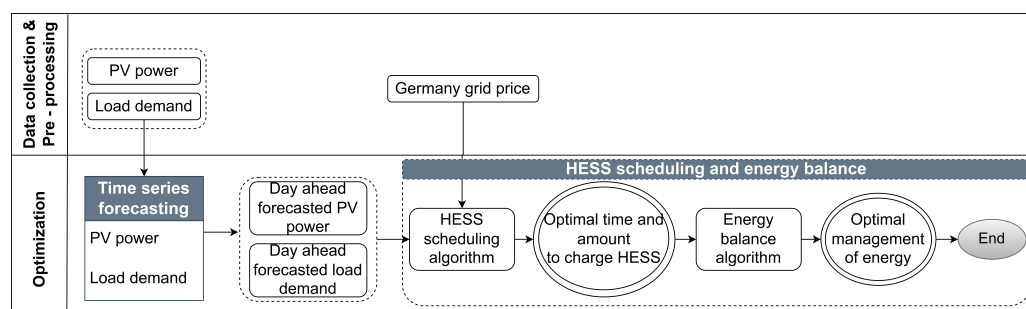 Data collection &
Pre - processing
PV power
Load demand
Germany grid price
Optimization
Time series
forecasting
PV power
Load demand
Day ahead
forecasted PV
power
Day ahead
forecasted load
demand
HESS scheduling and energy balance
HESS
scheduling
algorithm
Optimal time and
amount
to charge HESS
Energy
balance
algorithm
Optimal
management
of energy
End